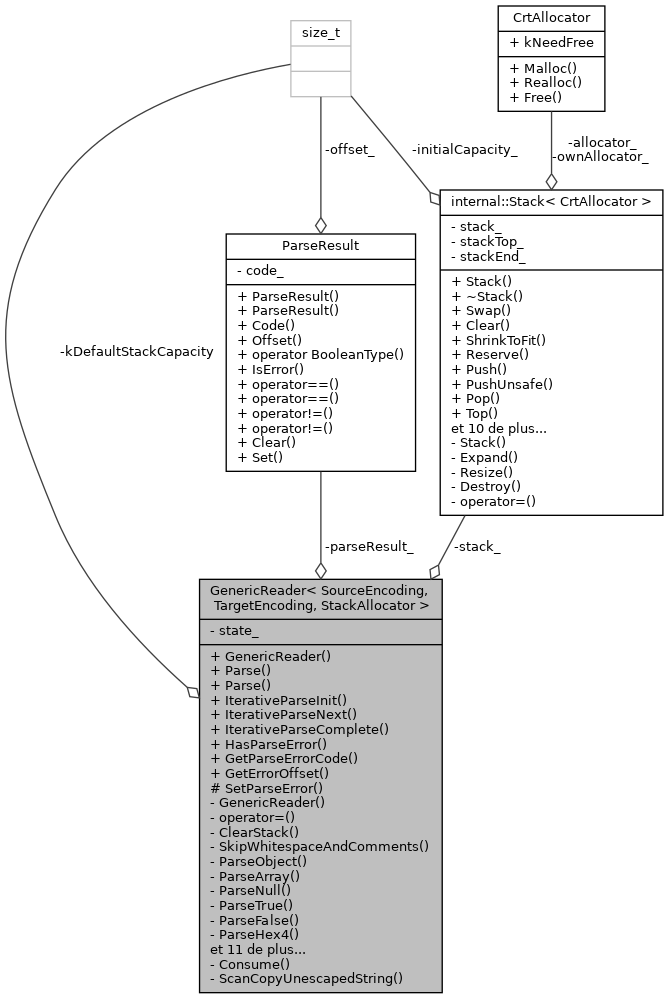 size_t
CrtAllocator
+ kNeedFree
+ Malloc()
+ Realloc()
+ Free()
-offset_
-initialCapacity_
-allocator_
-ownAllocator_
internal::Stack< CrtAllocator >
- stack_
- stackTop_
- stackEnd_
+ Stack()
+ ~Stack()
+ Swap()
+ Clear()
+ ShrinkToFit()
+ Reserve()
+ Push()
+ PushUnsafe()
+ Pop()
+ Top()
et 10 de plus...
- Stack()
- Expand()
- Resize()
- Destroy()
- operator=()
ParseResult
- code_
+ ParseResult()
+ ParseResult()
+ Code()
+ Offset()
+ operator BooleanType()
+ IsError()
+ operator==()
+ operator==()
+ operator!=()
+ operator!=()
+ Clear()
+ Set()
-kDefaultStackCapacity
-parseResult_
-stack_
GenericReader< SourceEncoding,
TargetEncoding, StackAllocator >
- state_
+ GenericReader()
+ Parse()
+ Parse()
+ IterativeParseInit()
+ IterativeParseNext()
+ IterativeParseComplete()
+ HasParseError()
+ GetParseErrorCode()
+ GetErrorOffset()
# SetParseError()
- GenericReader()
- operator=()
- ClearStack()
- SkipWhitespaceAndComments()
- ParseObject()
- ParseArray()
- ParseNull()
- ParseTrue()
- ParseFalse()
- ParseHex4()
et 11 de plus...
- Consume()
- ScanCopyUnescapedString()